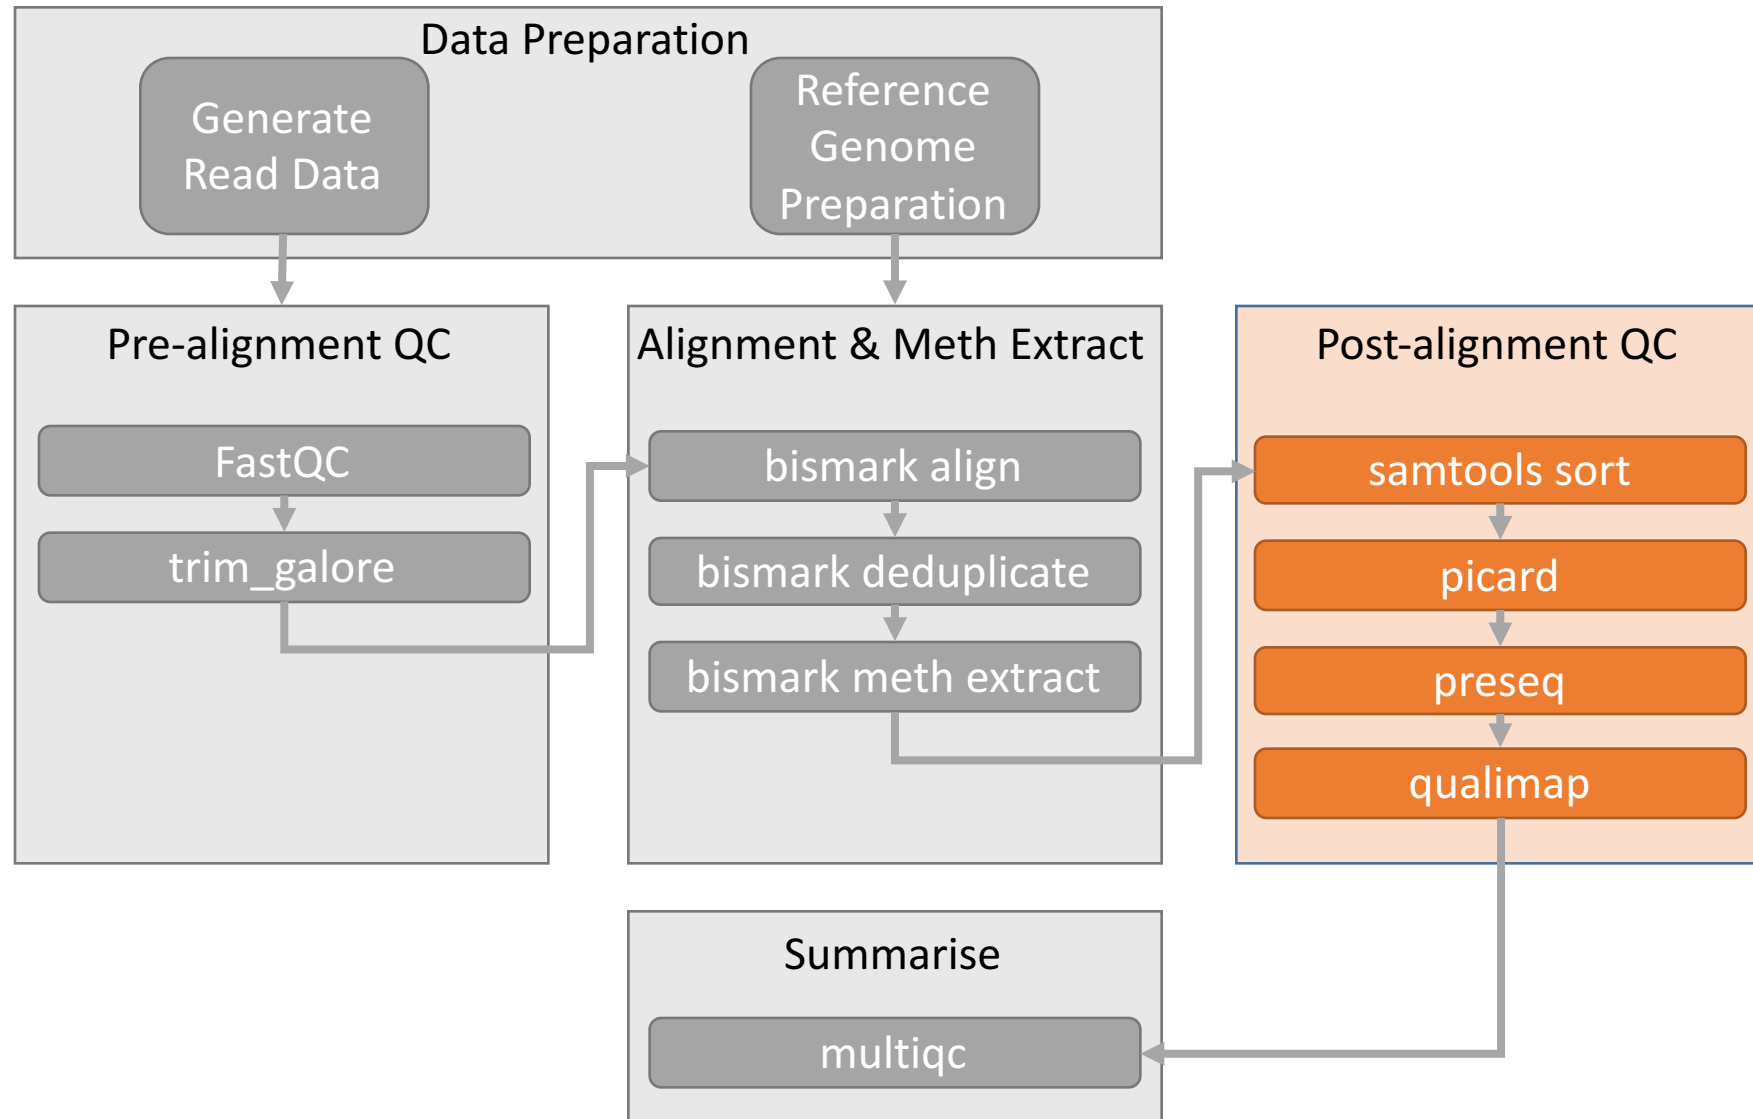 Data Preparation
Generate
Read Data
Reference
Genome
Preparation
Pre-alignment QC
FastQC
trim_galore
Alignment & Meth Extract
bismark align
bismark deduplicate
bismark meth extract
Post-alignment QC
samtools sort
picard
preseq
qualimap
Summarise
multiqc